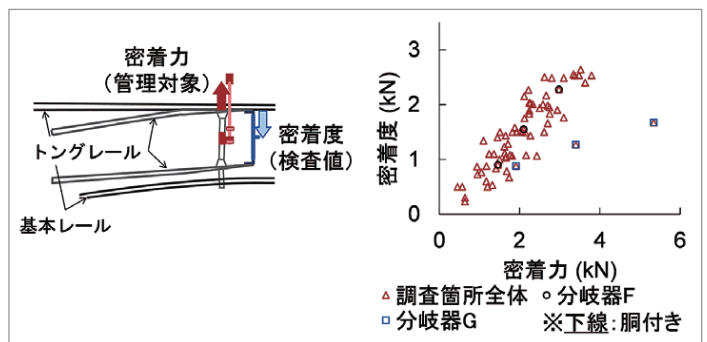 密着力
（管理対象）
トングレール
密着度
（検査値）
基本レール
密着度 (kN)
3
2
1
0
0 2 4 6
密着力 (kN)
△ 調査箇所全体 ○ 分岐器F
□ 分岐器G ※下線：胴付き